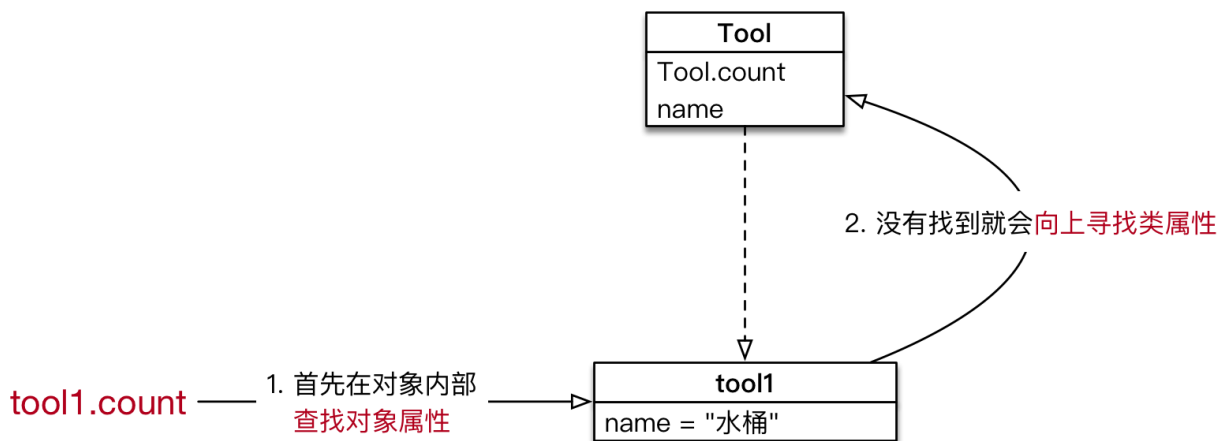 Tool
Tool.count
name
2. 没有找到就会向上寻找类属性
tool1.count
1. 首先在对象内部
查找对象属性
tool1
name = "水桶"